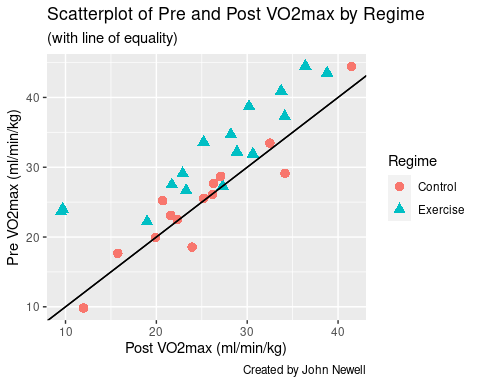 Scatterplot of Pre and Post VO2max by Regime
(with line of equality)
Pre VO2max (ml/min/kg)
40
30
20
10
10 20 30 40
Post VO2max (ml/min/kg)
Regime
Control
Exercise
Created by John Newell